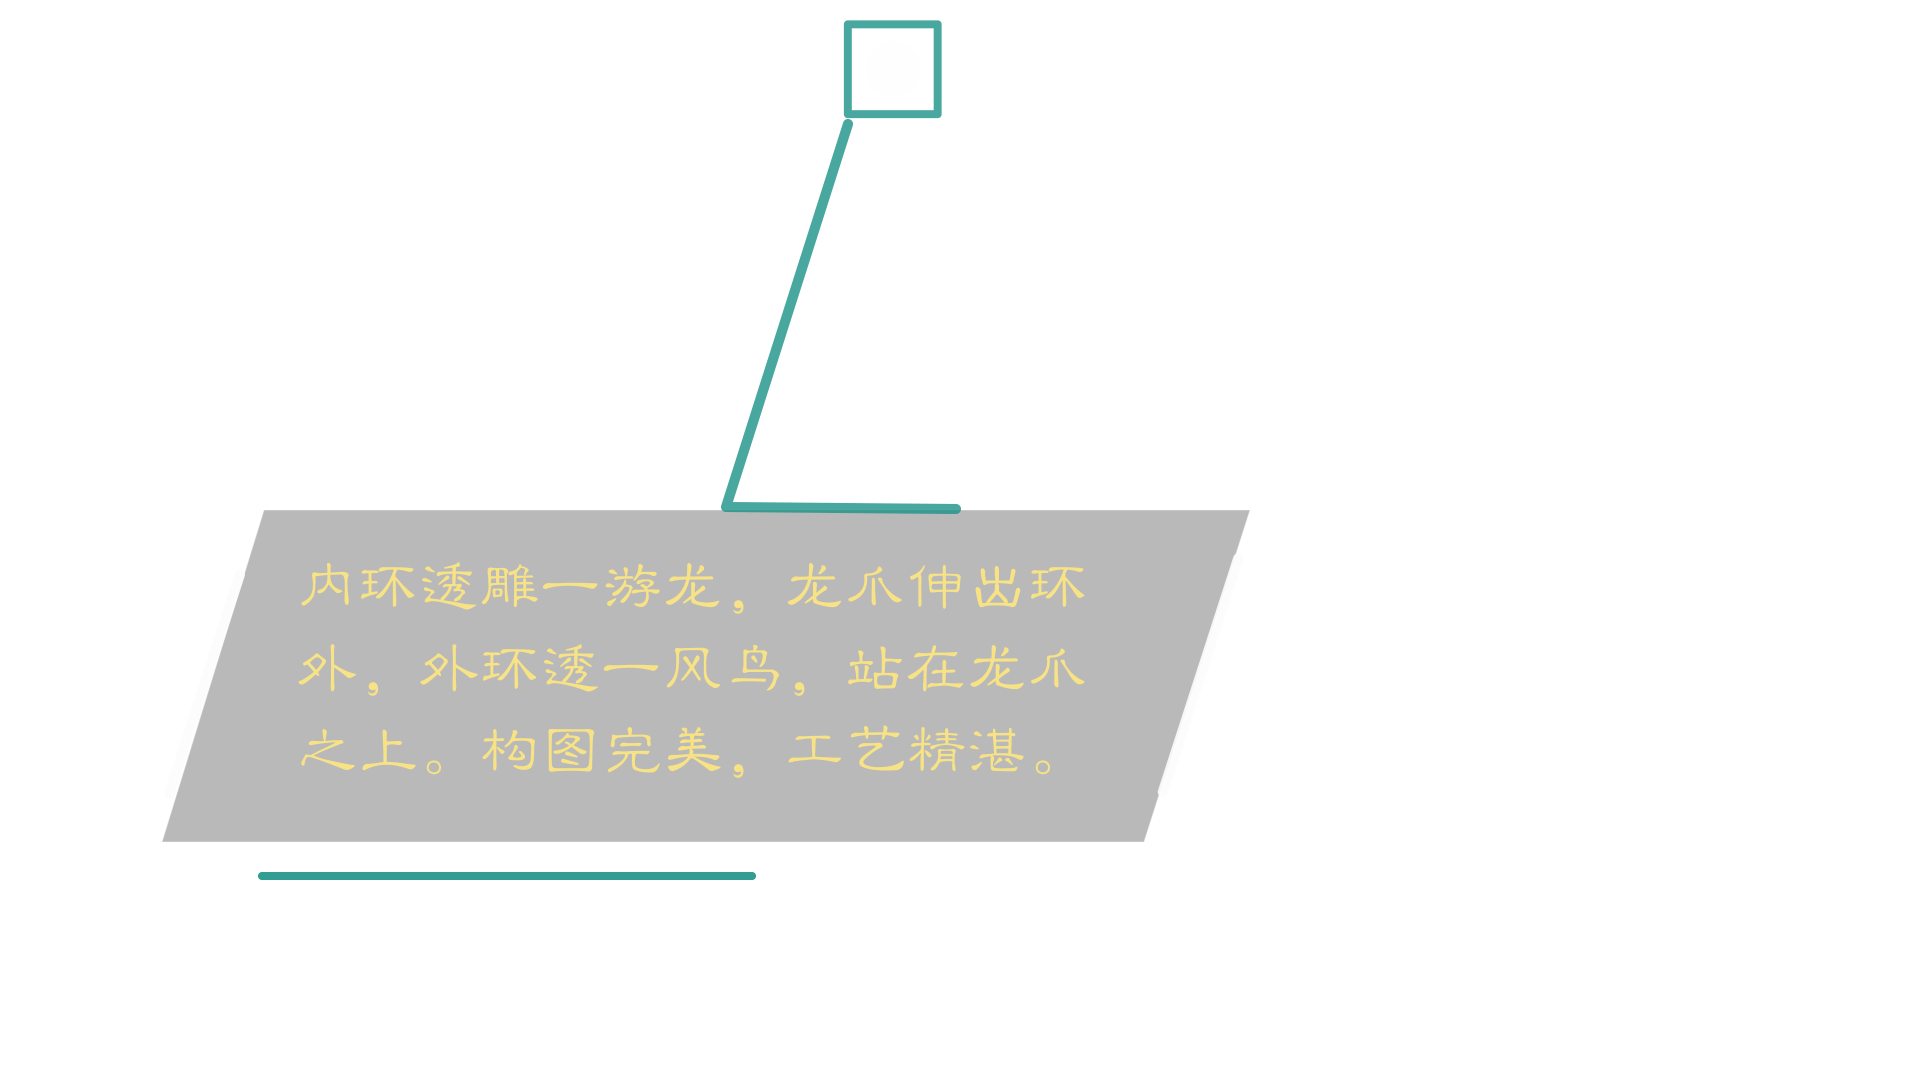 内环透雕一游龙，龙爪伸出环
外，外环透一风鸟，站在龙爪
之上。构图完美，工艺精湛。